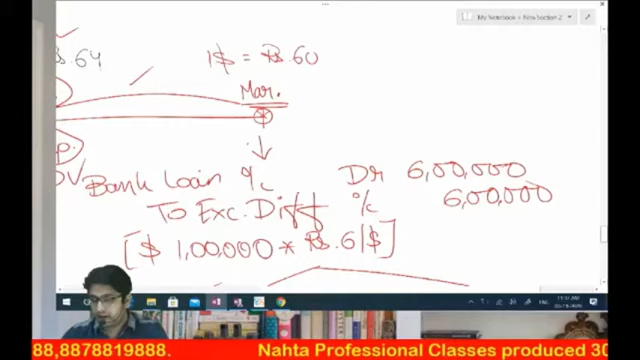 My Notebook » New Section 2
Rs.64
1$ = Rs.60
Mar.
Bank Loan a/c Dr 6,00,000
To Exc. Diff a/c 6,00,000
[$ 1,00,000 * Rs.6/$]
88,8878819888. Nahta Professional Classes produced 30